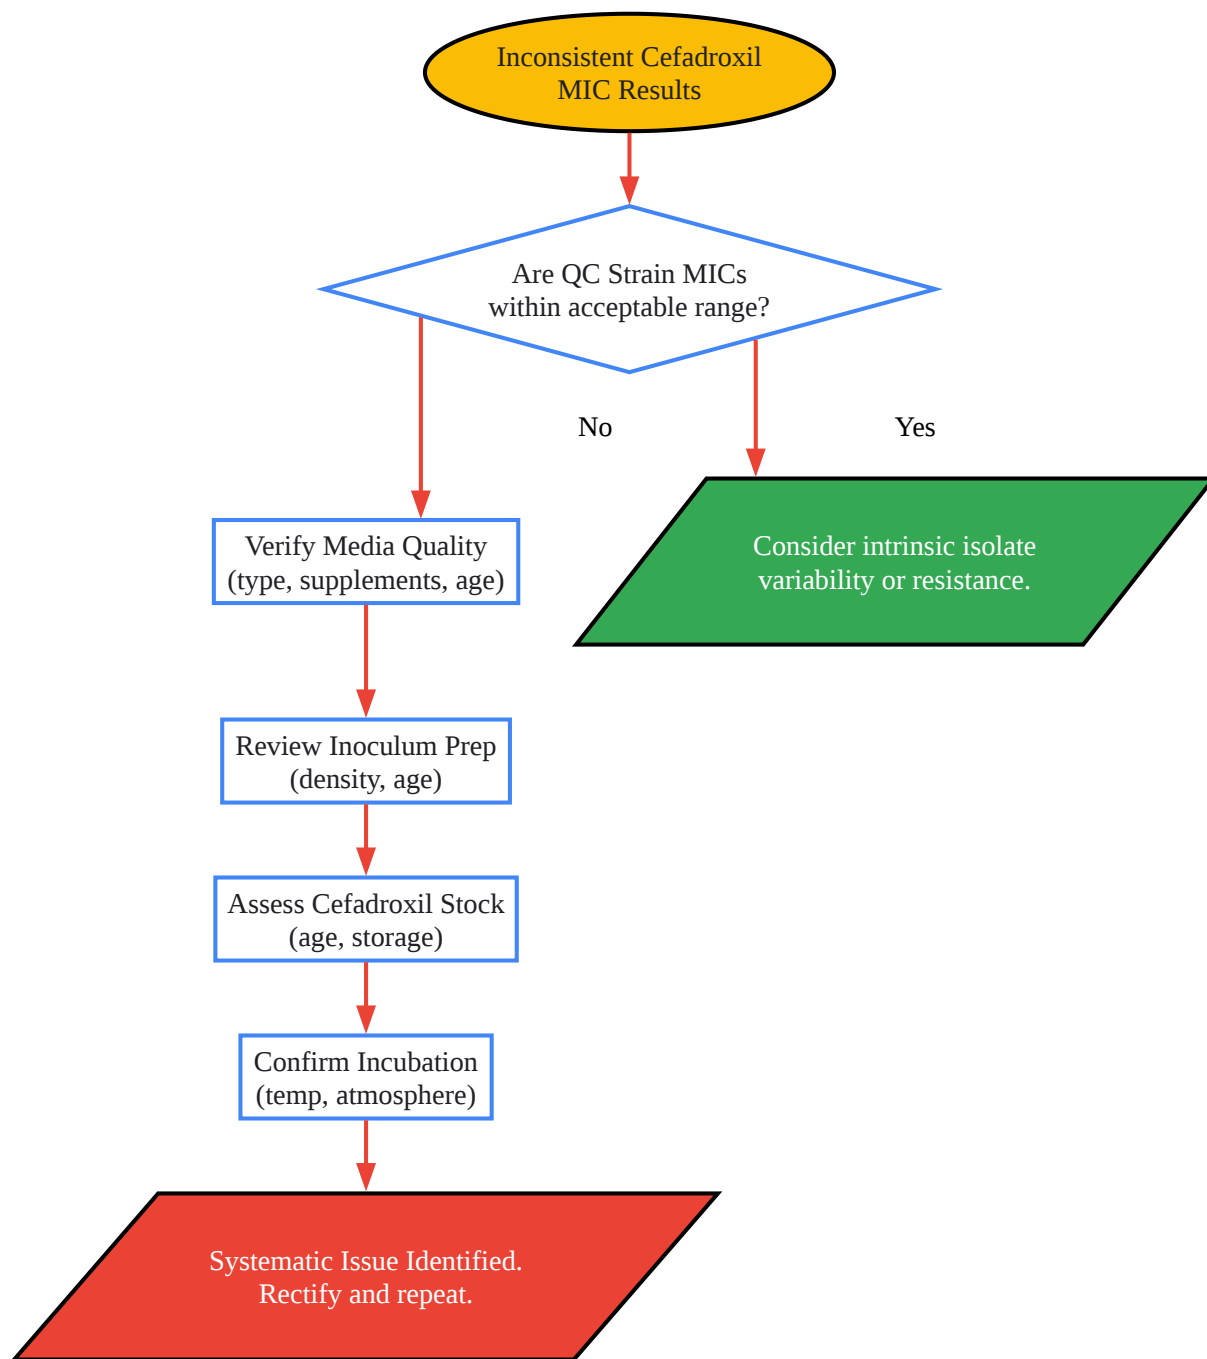 Inconsistent Cefadroxil
MIC Results
Are QC Strain MICs
within acceptable range?
No
Yes
Verify Media Quality
(type, supplements, age)
Consider intrinsic isolate
variability or resistance.
Review Inoculum Prep
(density, age)
Assess Cefadroxil Stock
(age, storage)
Confirm Incubation
(temp, atmosphere)
Systematic Issue Identified.
Rectify and repeat.